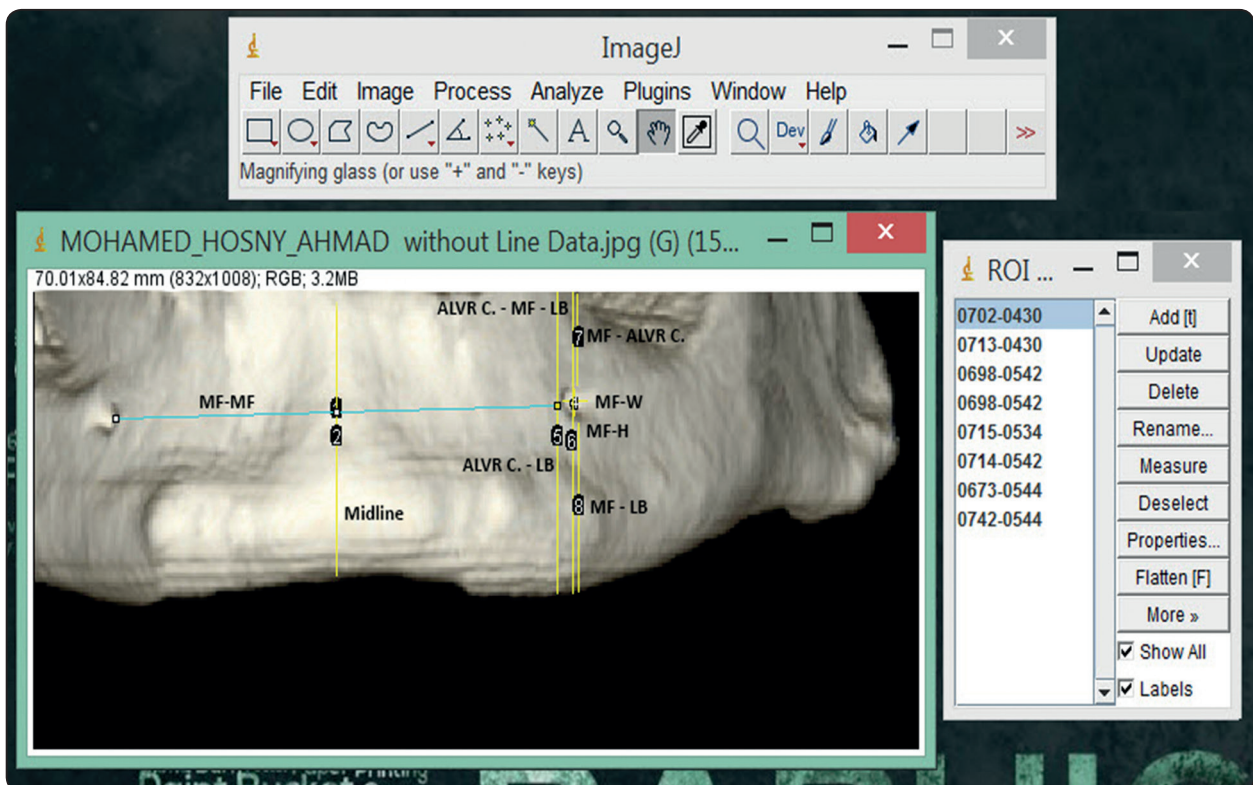 ImageJ
File Edit Image Process Analyze Plugins Window Help
A Dev >>
Magnifying glass (or use "+" and "-" keys)
MOHAMED_HOSNY_AHMAD without Line Data.jpg (G) (15...
70.01x84.82 mm (832x1008); RGB; 3.2MB
ALVR C. - MF - LB
7 MF - ALVR C.
MF-MF
MF-W
2
5 6 MF-H
ALVR C. - LB
8 MF - LB
Midline
ROI ...
0702-0430
0713-0430
0698-0542
0698-0542
0715-0534
0714-0542
0673-0544
0742-0544
Add [t]
Update
Delete
Rename...
Measure
Deselect
Properties...
Flatten [F]
More »
Show All
Labels